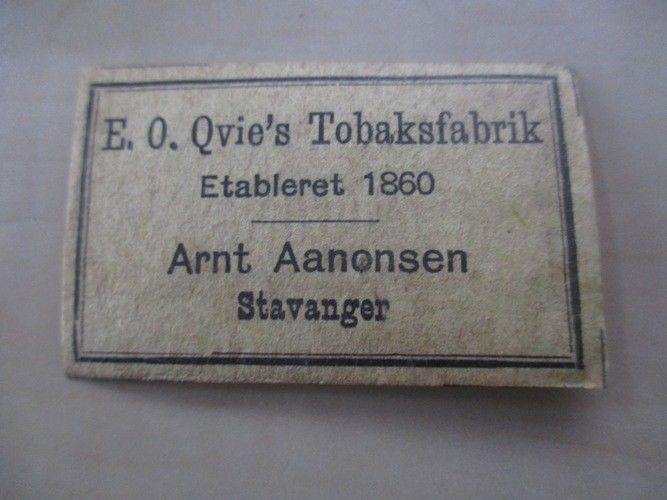 E. O. Qvie's Tobaksfabrik
Etableret 1860
Arnt Aanonsen
Stavanger